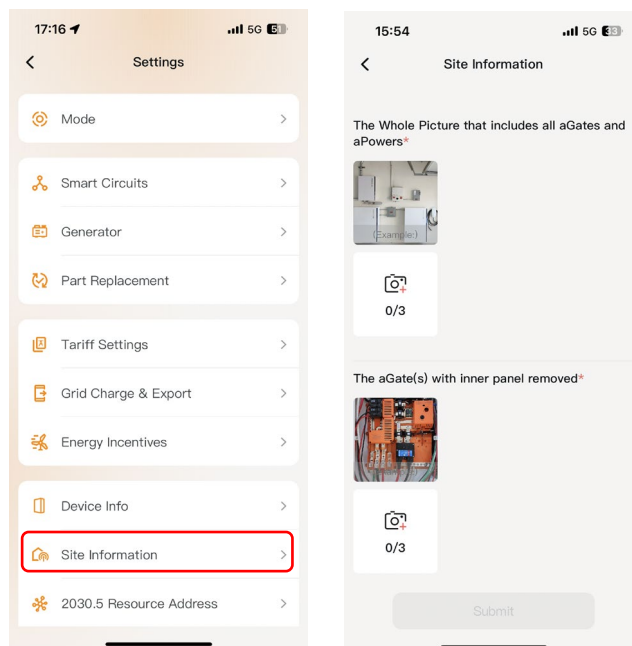 17:16
5G 51
Settings
Mode
Smart Circuits
Generator
Part Replacement
Tariff Settings
Grid Charge & Export
Energy Incentives
Device Info
Site Information
2030.5 Resource Address
15:54
5G 33
Site Information
The Whole Picture that includes all aGates and
aPowers*
(Example:)
0/3
The aGate(s) with inner panel removed*
0/3
Submit